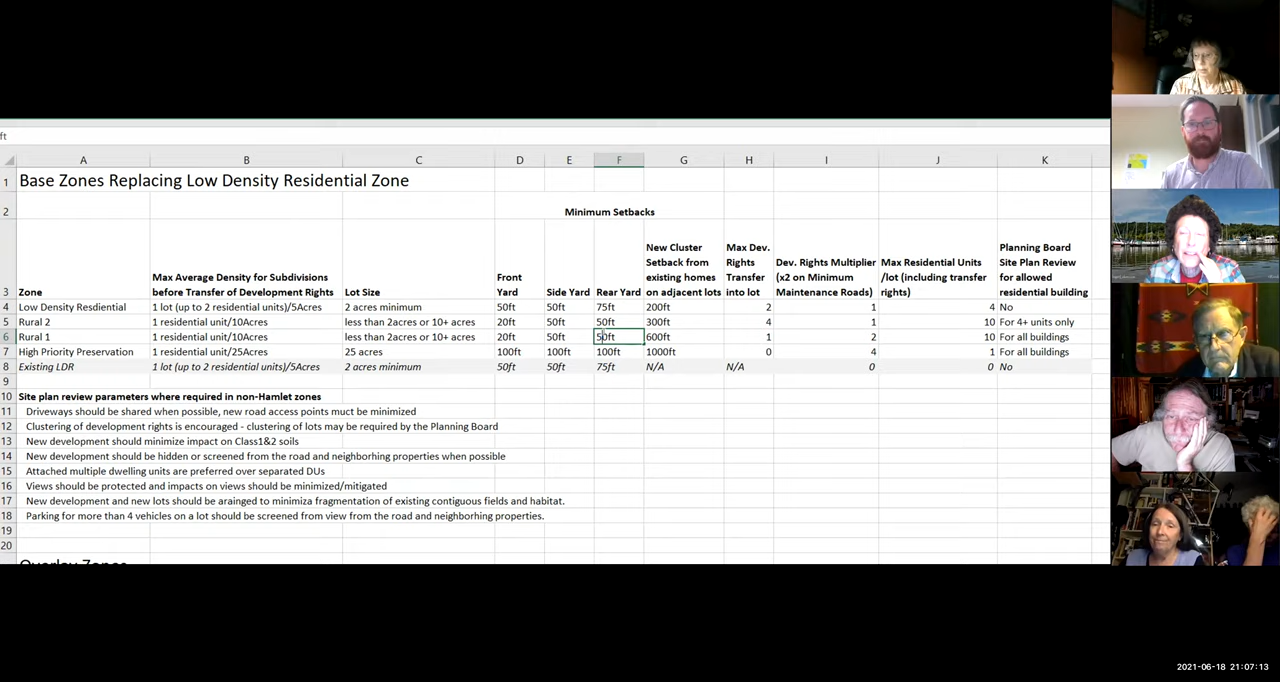 ft
A B C D E F G H I J K
1 Base Zones Replacing Low Density Residential Zone
2 Minimum Setbacks
3 Zone Max Average Density for Subdivisions before Transfer of Development Rights Lot Size Front Yard Side Yard Rear Yard New Cluster Setback from existing homes on adjacent lots Max Dev. Rights Transfer into lot Dev. Rights Multiplier (x2 on Minimum Maintenance Roads) Max Residential Units /lot (including transfer rights) Planning Board Site Plan Review for allowed residential building
4 Low Density Resdiential 1 lot (up to 2 residential units)/5Acres 2 acres minimum 50ft 50ft 75ft 200ft 2 1 4 No
5 Rural 2 1 residential unit/10Acres less than 2acres or 10+ acres 20ft 50ft 50ft 300ft 4 1 10 For 4+ units only
6 Rural 1 1 residential unit/10Acres less than 2acres or 10+ acres 20ft 50ft 50ft 600ft 1 2 10 For all buildings
7 High Priority Preservation 1 residential unit/25Acres 25 acres 100ft 100ft 100ft 1000ft 0 4 1 For all buildings
8 Existing LDR 1 lot (up to 2 residential units)/5Acres 2 acres minimum 50ft 50ft 75ft N/A N/A 0 0 No
9
10 Site plan review parameters where required in non-Hamlet zones
11 Driveways should be shared when possible, new road access points muct be minimized
12 Clustering of development rights is encouraged - clustering of lots may be required by the Planning Board
13 New development should minimize impact on Class1&2 soils
14 New development should be hidden or screened from the road and neighborhing properties when possible
15 Attached multiple dwelling units are preferred over separated DUs
16 Views should be protected and impacts on views should be minimized/mitigated
17 New development and new lots should be arainged to minimiza fragmentation of existing contiguous fields and habitat.
18 Parking for more than 4 vehicles on a lot should be screened from view from the road and neighborhing properties.
19
20
Overlay Zones
2021-06-18 21:07:13